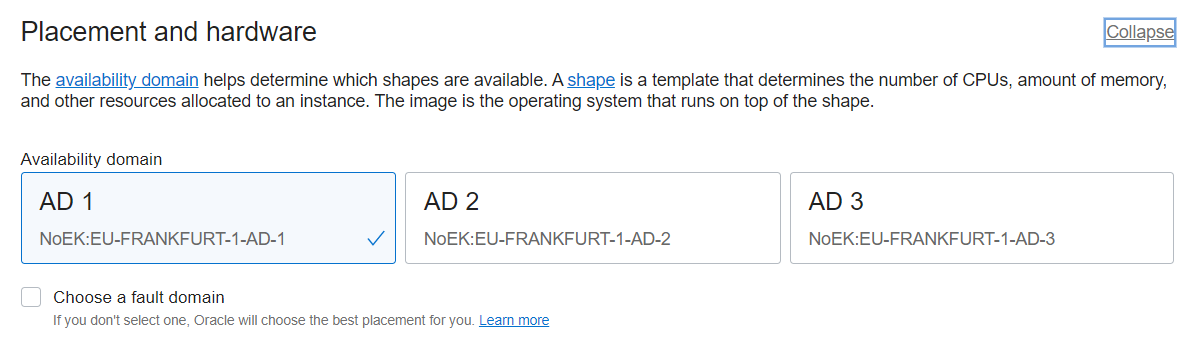 Placement and hardware
Collapse
The availability domain helps determine which shapes are available. A shape is a template that determines the number of CPUs, amount of memory,
and other resources allocated to an instance. The image is the operating system that runs on top of the shape.
Availability domain
AD 1
NoEK:EU-FRANKFURT-1-AD-1
AD 2
NoEK:EU-FRANKFURT-1-AD-2
AD 3
NoEK:EU-FRANKFURT-1-AD-3
Choose a fault domain
If you don't select one, Oracle will choose the best placement for you. Learn more